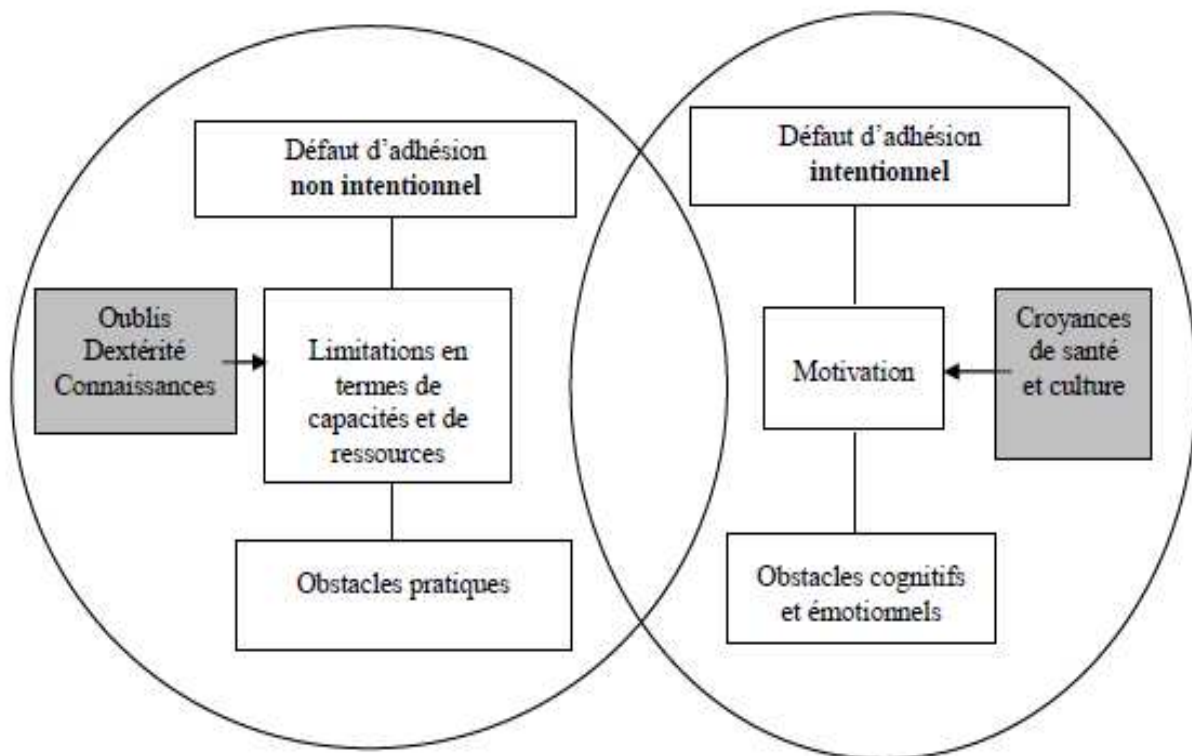 Défaut d'adhésion
non intentionnel
Oublis
Dextérité
Connaissances
Limitations en
termes de
capacités et de
ressources
Obstacles pratiques
Défaut d'adhésion
intentionnel
Motivation
Croyances
de santé
et culture
Obstacles cognitifs
et émotionnels